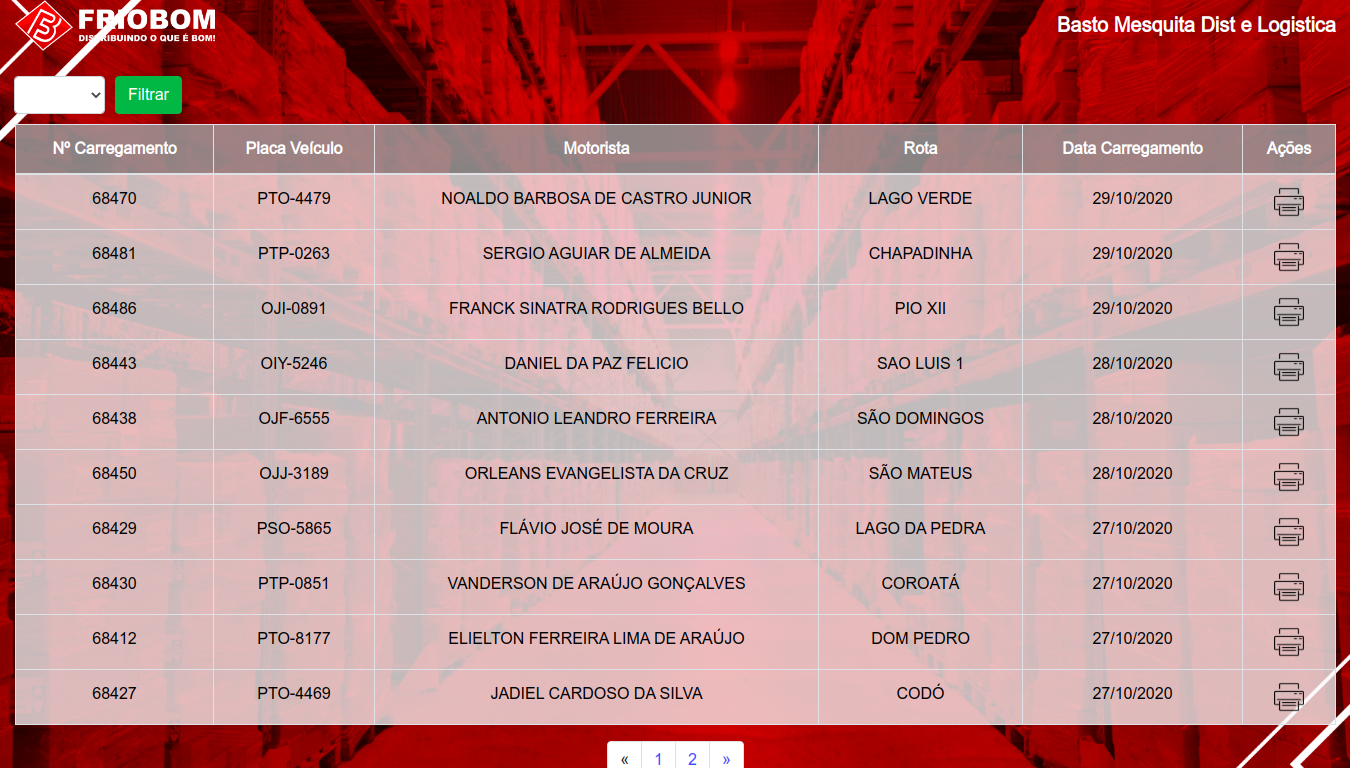 FRIOBOM
DISTRIBUINDO O QUE É BOM!
Basto Mesquita Dist e Logistica
Filtrar
Nº Carregamento Placa Veículo Motorista Rota Data Carregamento Ações
68470 PTO-4479 NOALDO BARBOSA DE CASTRO JUNIOR LAGO VERDE 29/10/2020
68481 PTP-0263 SERGIO AGUIAR DE ALMEIDA CHAPADINHA 29/10/2020
68486 OJI-0891 FRANCK SINATRA RODRIGUES BELLO PIO XII 29/10/2020
68443 OIY-5246 DANIEL DA PAZ FELICIO SAO LUIS 1 28/10/2020
68438 OJF-6555 ANTONIO LEANDRO FERREIRA SÃO DOMINGOS 28/10/2020
68450 OJJ-3189 ORLEANS EVANGELISTA DA CRUZ SÃO MATEUS 28/10/2020
68429 PSO-5865 FLÁVIO JOSÉ DE MOURA LAGO DA PEDRA 27/10/2020
68430 PTP-0851 VANDERSON DE ARAÚJO GONÇALVES COROATÁ 27/10/2020
68412 PTO-8177 ELIELTON FERREIRA LIMA DE ARAÚJO DOM PEDRO 27/10/2020
68427 PTO-4469 JADIEL CARDOSO DA SILVA CODÓ 27/10/2020
« 1 2 »